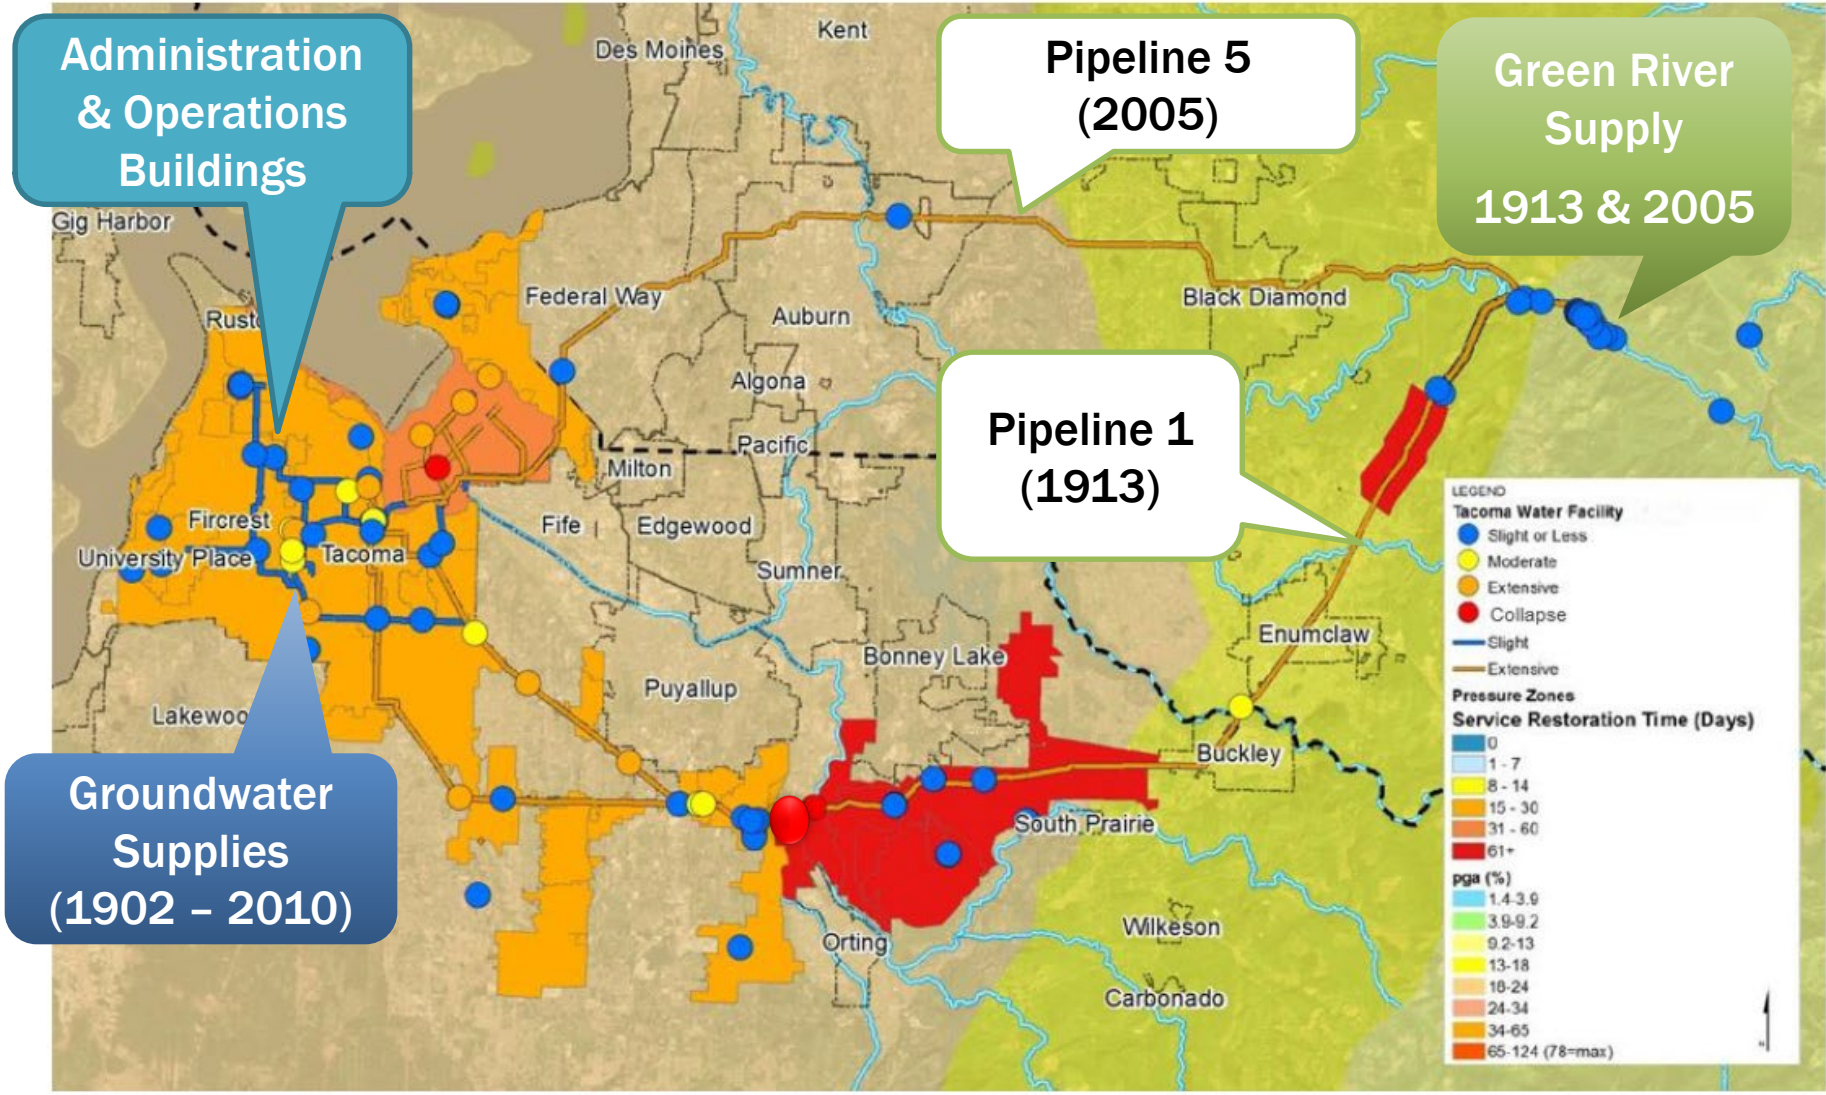 Administration
& Operations
Buildings
Pipeline 5
(2005)
Green River
Supply
1913 & 2005
Kent
Des Moines
Gig Harbor
Federal Way
Black Diamond
Auburn
Algona
Pacific
Milton
Pipeline 1
(1913)
Fircrest
Fife
Edgewood
University Place
Tacoma
Sumner
Enumclaw
Bonney Lake
Puyallup
Buckley
Groundwater
Supplies
(1902 – 2010)
South Prairie
Wilkeson
Orting
Carbonado
LEGEND
Tacoma Water Facility
Slight or Less
Moderate
Extensive
Collapse
Slight
Extensive
Pressure Zones
Service Restoration Time (Days)
0
1 - 7
8 - 14
15 - 30
31 - 60
61+
pga (%)
1.4-3.9
3.9-9.2
9.2-13
13-18
18-24
24-34
34-65
65-124 (78=max)